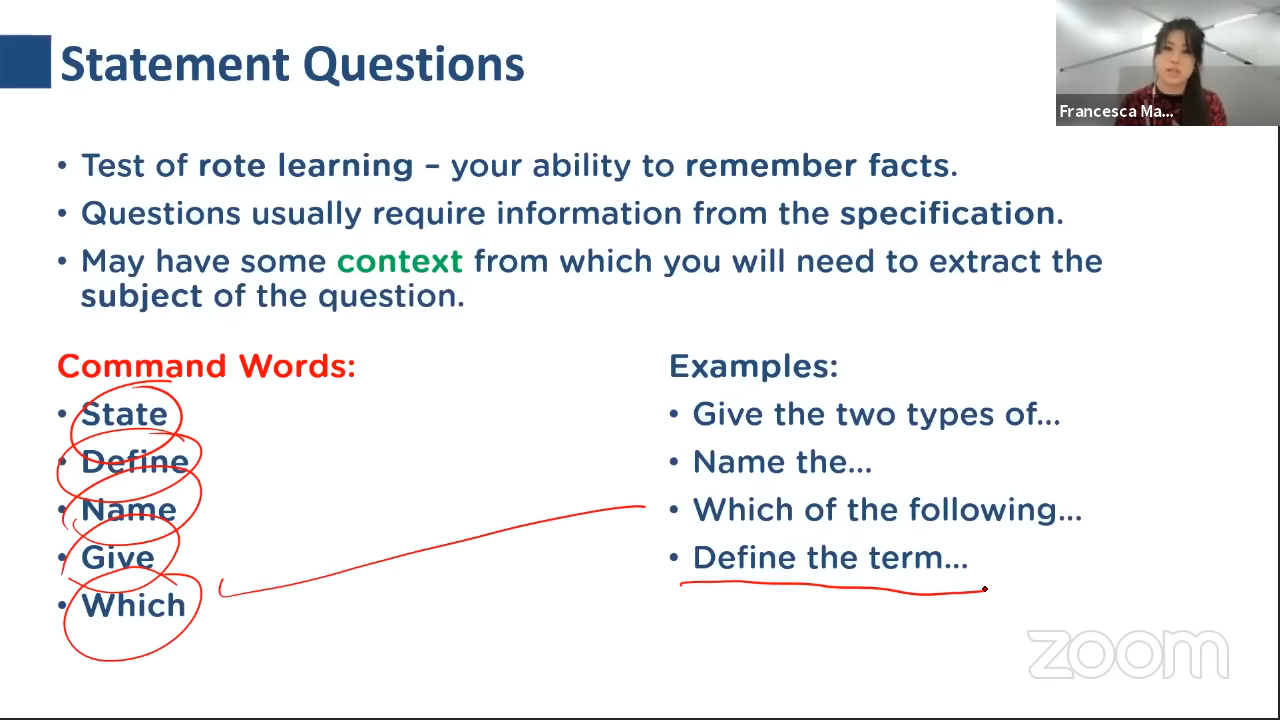 Statement Questions
Francesca Ma...
• Test of rote learning – your ability to remember facts.
• Questions usually require information from the specification.
• May have some context from which you will need to extract the
subject of the question.
Command Words:
• State
• Define
• Name
• Give
• Which
Examples:
• Give the two types of...
• Name the...
• Which of the following...
• Define the term...
zoom